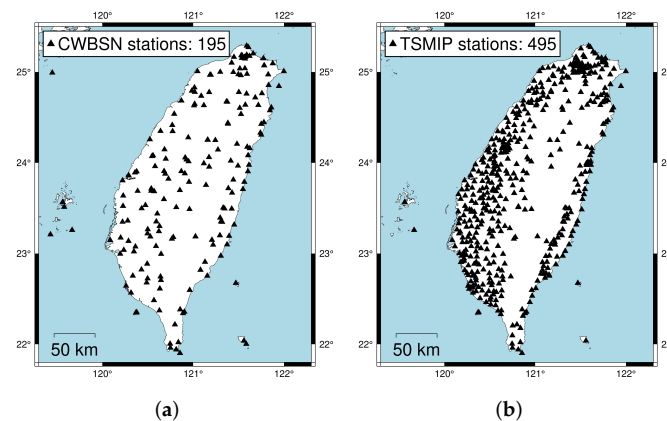 120° 121° 122° 120° 121° 122°
▲ CWBSN stations: 195 ▲ TSMIP stations: 495
25° 25° 25° 2
24° 24° 24° 2
23° 23° 23° 2
22° 22° 22° 2
50 km 50 km
120° 121° 122° 120° 121° 122°
(a) (b)